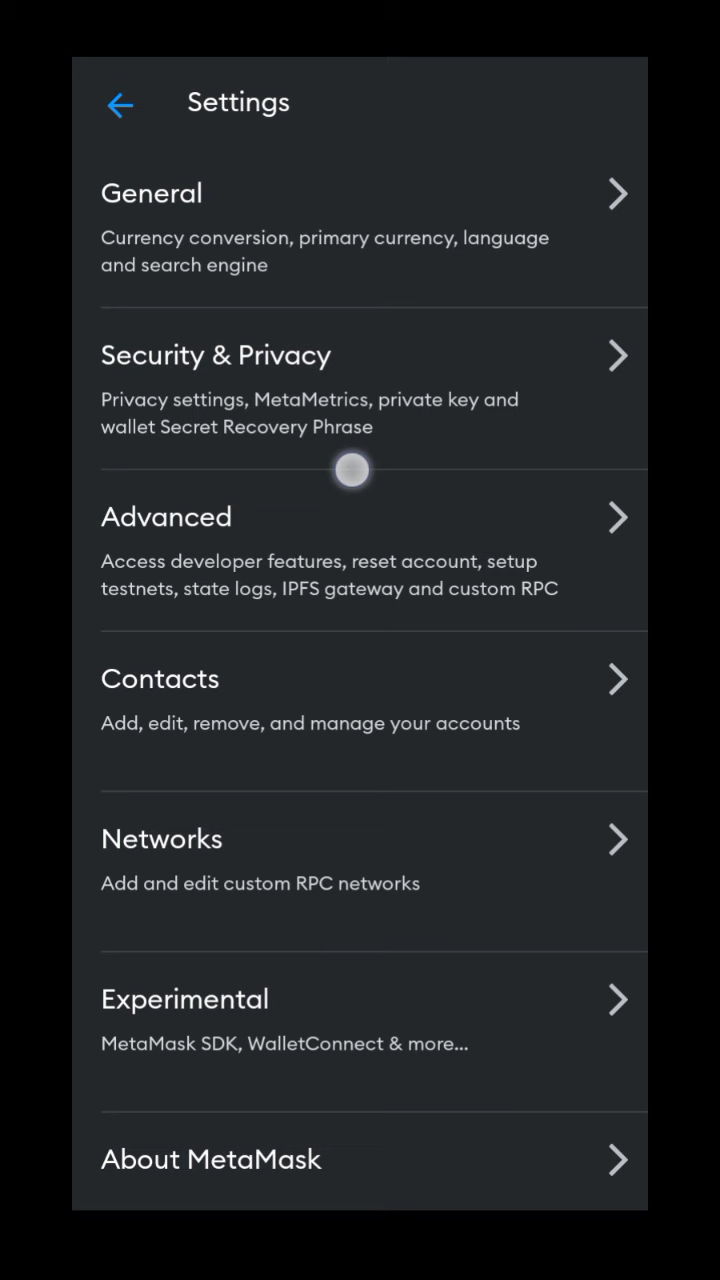 Settings
General
Currency conversion, primary currency, language
and search engine
Security & Privacy
Privacy settings, MetaMetrics, private key and
wallet Secret Recovery Phrase
Advanced
Access developer features, reset account, setup
testnets, state logs, IPFS gateway and custom RPC
Contacts
Add, edit, remove, and manage your accounts
Networks
Add and edit custom RPC networks
Experimental
MetaMask SDK, WalletConnect & more...
About MetaMask